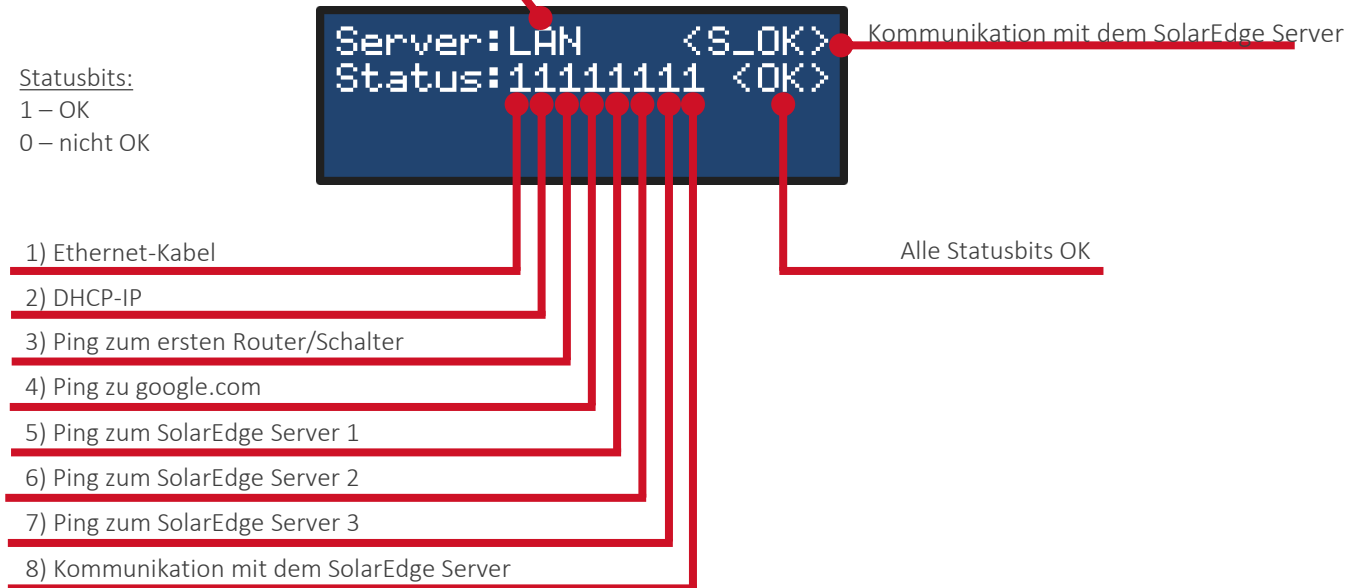 Server:LAN <S_OK>
Kommunikation mit dem SolarEdge Server
Status:11111111 <OK>
Statusbits:
1 – OK
0 – nicht OK
1) Ethernet-Kabel
Alle Statusbits OK
2) DHCP-IP
3) Ping zum ersten Router/Schalter
4) Ping zu google.com
5) Ping zum SolarEdge Server 1
6) Ping zum SolarEdge Server 2
7) Ping zum SolarEdge Server 3
8) Kommunikation mit dem SolarEdge Server